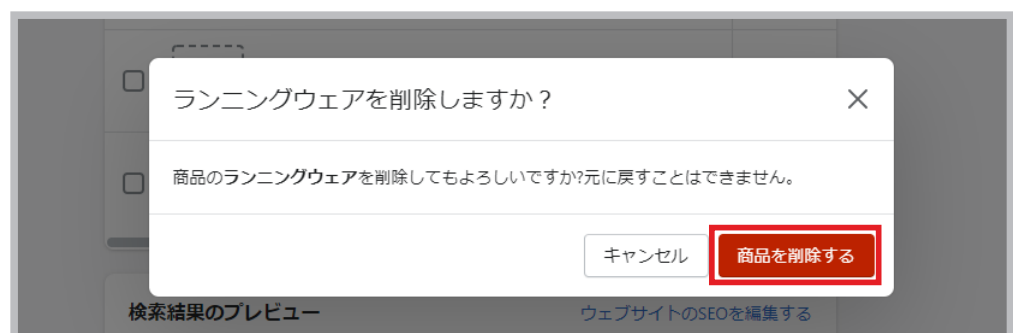 ランニングウェアを削除しますか？
商品のランニングウェアを削除してもよろしいですか?元に戻すことはできません。
キャンセル 商品を削除する
検索結果のプレビュー ウェブサイトのSEOを編集する